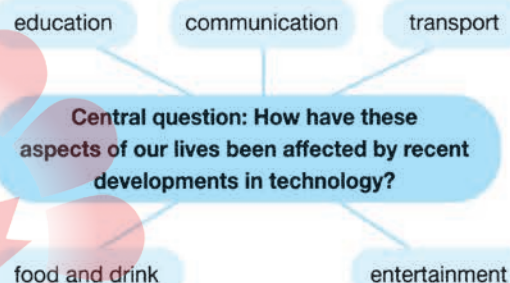 education communication transport
Central question: How have these
aspects of our lives been affected by recent
developments in technology?
food and drink entertainment